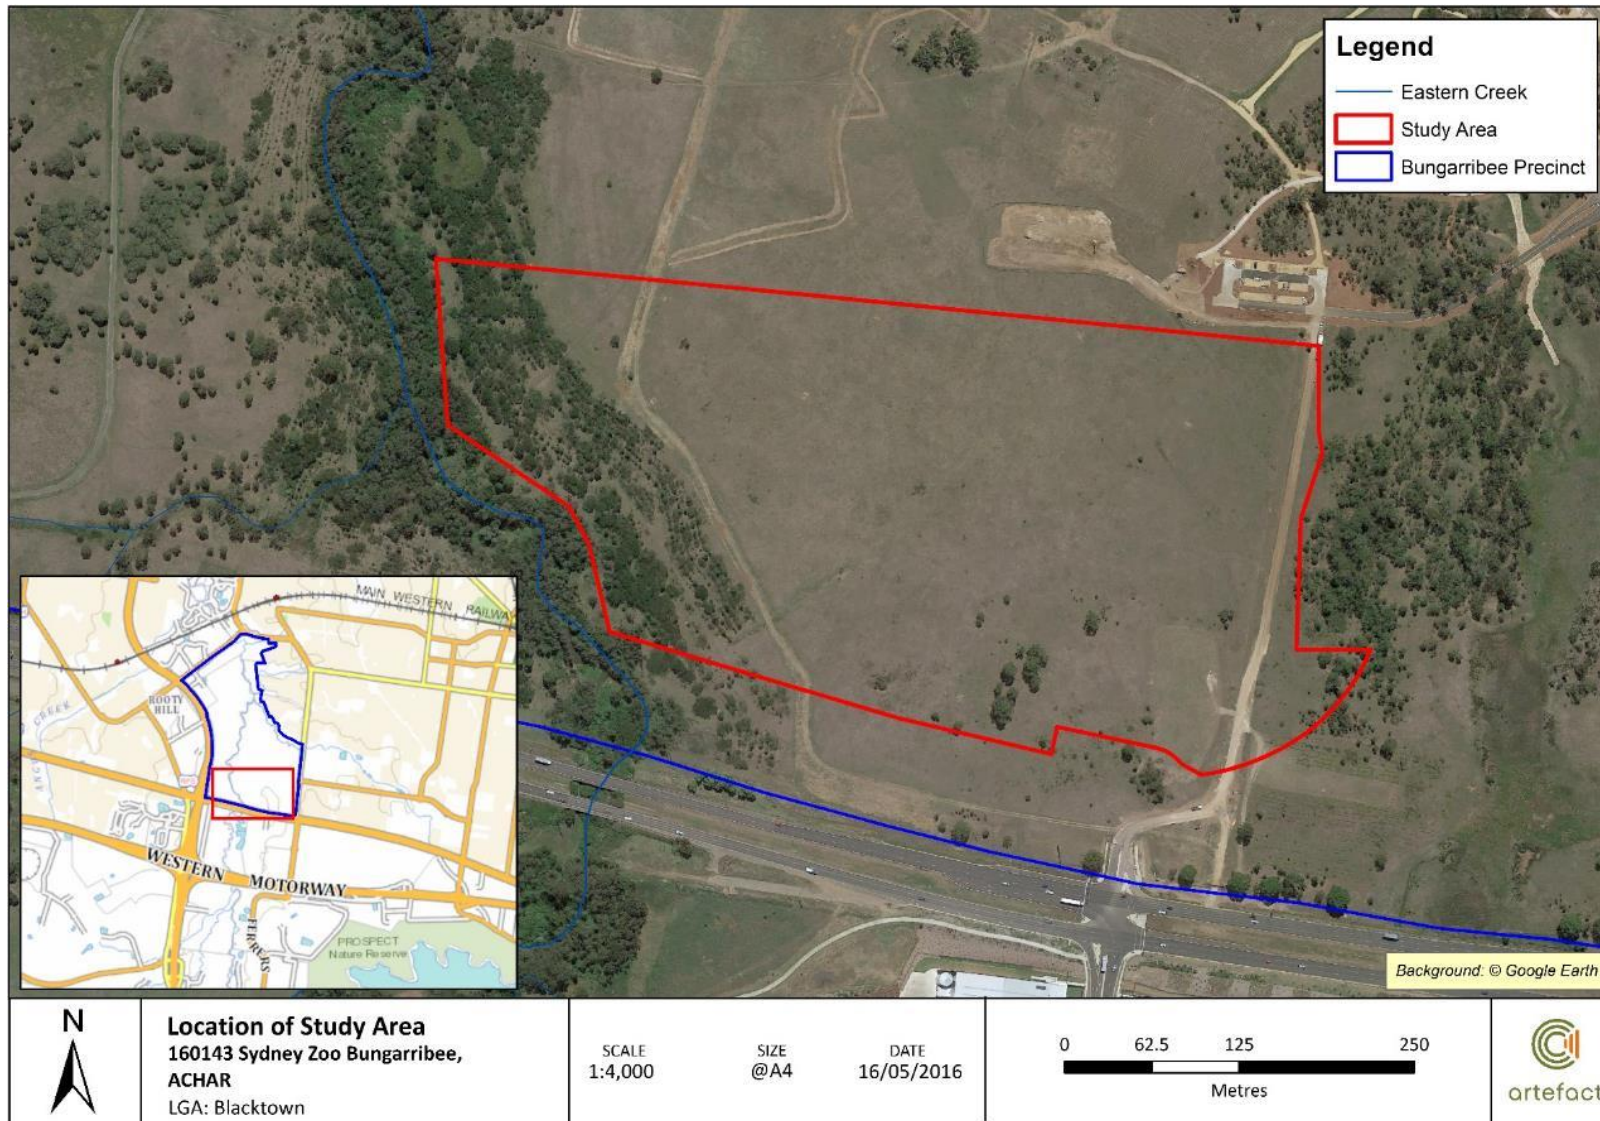 Legend
Eastern Creek
Study Area
Bungarribee Precinct
MAIN WESTERN RAILWA
ROOTY
HILL
CREEK
WESTERN MOTORWAY
FERRERS
PROSPECT
Nature Reserve
Background: © Google Earth
N
Location of Study Area
160143 Sydney Zoo Bungarribee,
ACHAR
LGA: Blacktown
SCALE
1:4,000
SIZE
@A4
DATE
16/05/2016
0 62.5 125 250
Metres
artefact